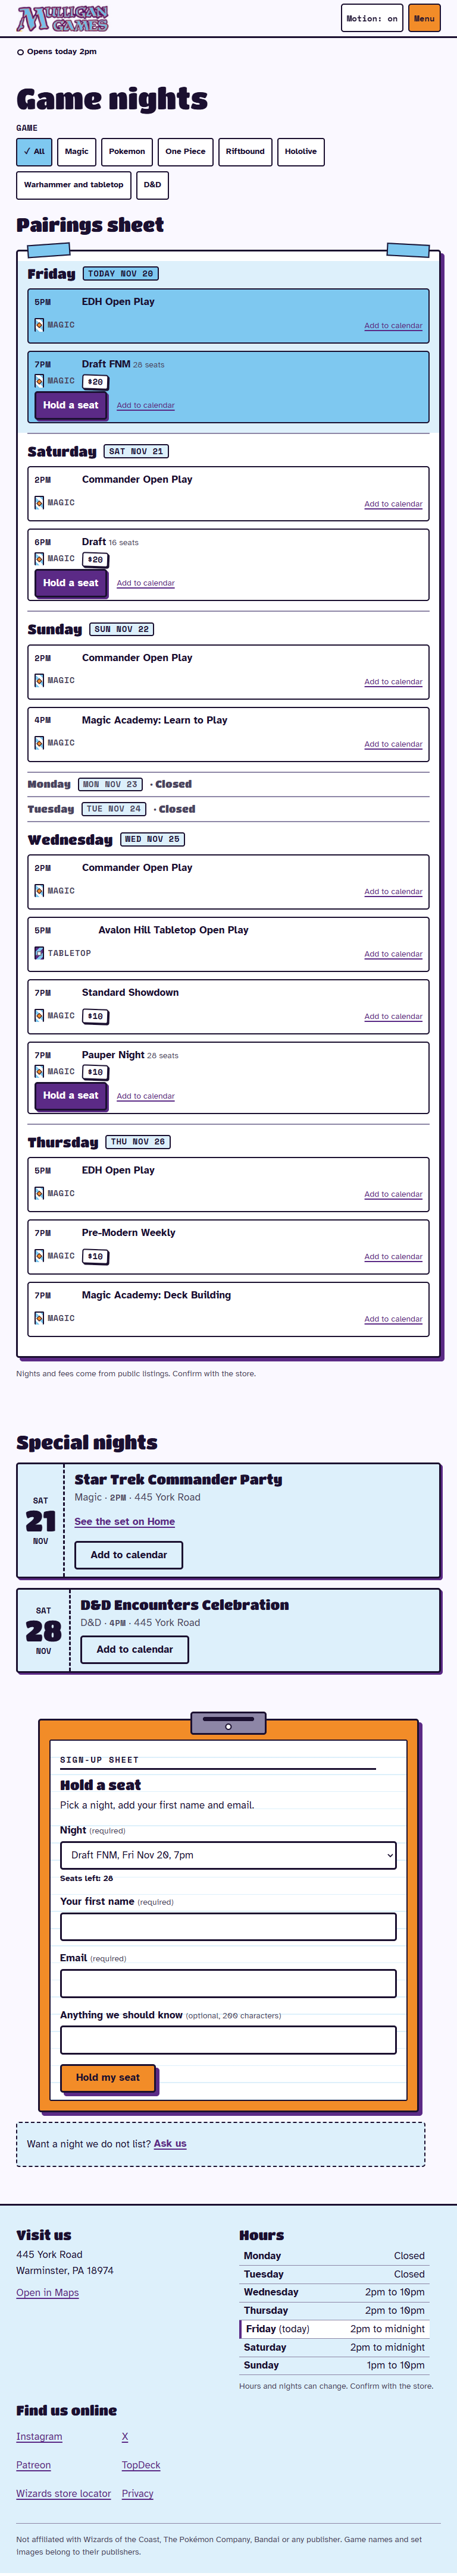 MULLIGAN GAMES
Motion: on
Menu
Opens today 2pm
Game nights
GAME
✓ All
Magic
Pokemon
One Piece
Riftbound
Hololive
Warhammer and tabletop
D&D
Pairings sheet
Friday TODAY NOV 20
5PM EDH Open Play
MAGIC Add to calendar
7PM Draft FNM 28 seats
MAGIC $20
Hold a seat Add to calendar
Saturday SAT NOV 21
2PM Commander Open Play
MAGIC Add to calendar
6PM Draft 16 seats
MAGIC $20
Hold a seat Add to calendar
Sunday SUN NOV 22
2PM Commander Open Play
MAGIC Add to calendar
4PM Magic Academy: Learn to Play
MAGIC Add to calendar
Monday MON NOV 23 · Closed
Tuesday TUE NOV 24 · Closed
Wednesday WED NOV 25
2PM Commander Open Play
MAGIC Add to calendar
5PM Avalon Hill Tabletop Open Play
TABLETOP Add to calendar
7PM Standard Showdown
MAGIC $10 Add to calendar
7PM Pauper Night 28 seats
MAGIC $10
Hold a seat Add to calendar
Thursday THU NOV 26
5PM EDH Open Play
MAGIC Add to calendar
7PM Pre-Modern Weekly
MAGIC $10 Add to calendar
7PM Magic Academy: Deck Building
MAGIC Add to calendar
Nights and fees come from public listings. Confirm with the store.
Special nights
SAT
21
NOV
Star Trek Commander Party
Magic · 2PM · 445 York Road
See the set on Home
Add to calendar
SAT
28
NOV
D&D Encounters Celebration
D&D · 4PM · 445 York Road
Add to calendar
SIGN-UP SHEET
Hold a seat
Pick a night, add your first name and email.
Night (required)
Draft FNM, Fri Nov 20, 7pm
Seats left: 28
Your first name (required)
Email (required)
Anything we should know (optional, 200 characters)
Hold my seat
Want a night we do not list? Ask us
Visit us
445 York Road
Warminster, PA 18974
Open in Maps
Hours
Monday Closed
Tuesday Closed
Wednesday 2pm to 10pm
Thursday 2pm to 10pm
Friday (today) 2pm to midnight
Saturday 2pm to midnight
Sunday 1pm to 10pm
Hours and nights can change. Confirm with the store.
Find us online
Instagram
X
Patreon
TopDeck
Wizards store locator
Privacy
Not affiliated with Wizards of the Coast, The Pokémon Company, Bandai or any publisher. Game names and set
images belong to their publishers.